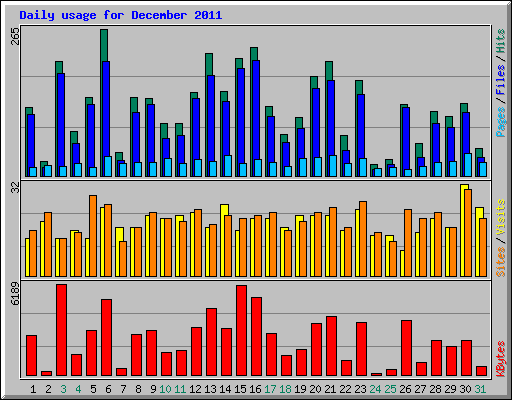 Daily usage for December 2011
265
Pages / Files / Hits
32
Sites / Visits
6189
KBytes
1 2 3 4 5 6 7 8 9 10 11 12 13 14 15 16 17 18 19 20 21 22 23 24 25 26 27 28 29 30 31